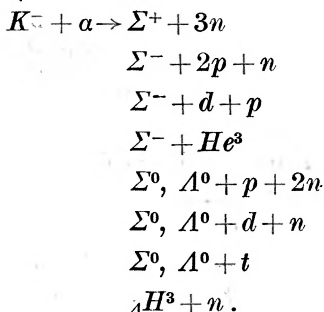 K⁻ + α → Σ⁺ + 3n
Σ⁻ + 2p + n
Σ⁻ + d + p
Σ⁻ + He³
Σ⁰, Λ⁰ + p + 2n
Σ⁰, Λ⁰ + d + n
Σ⁰, Λ⁰ + t
ΛH³ + n .